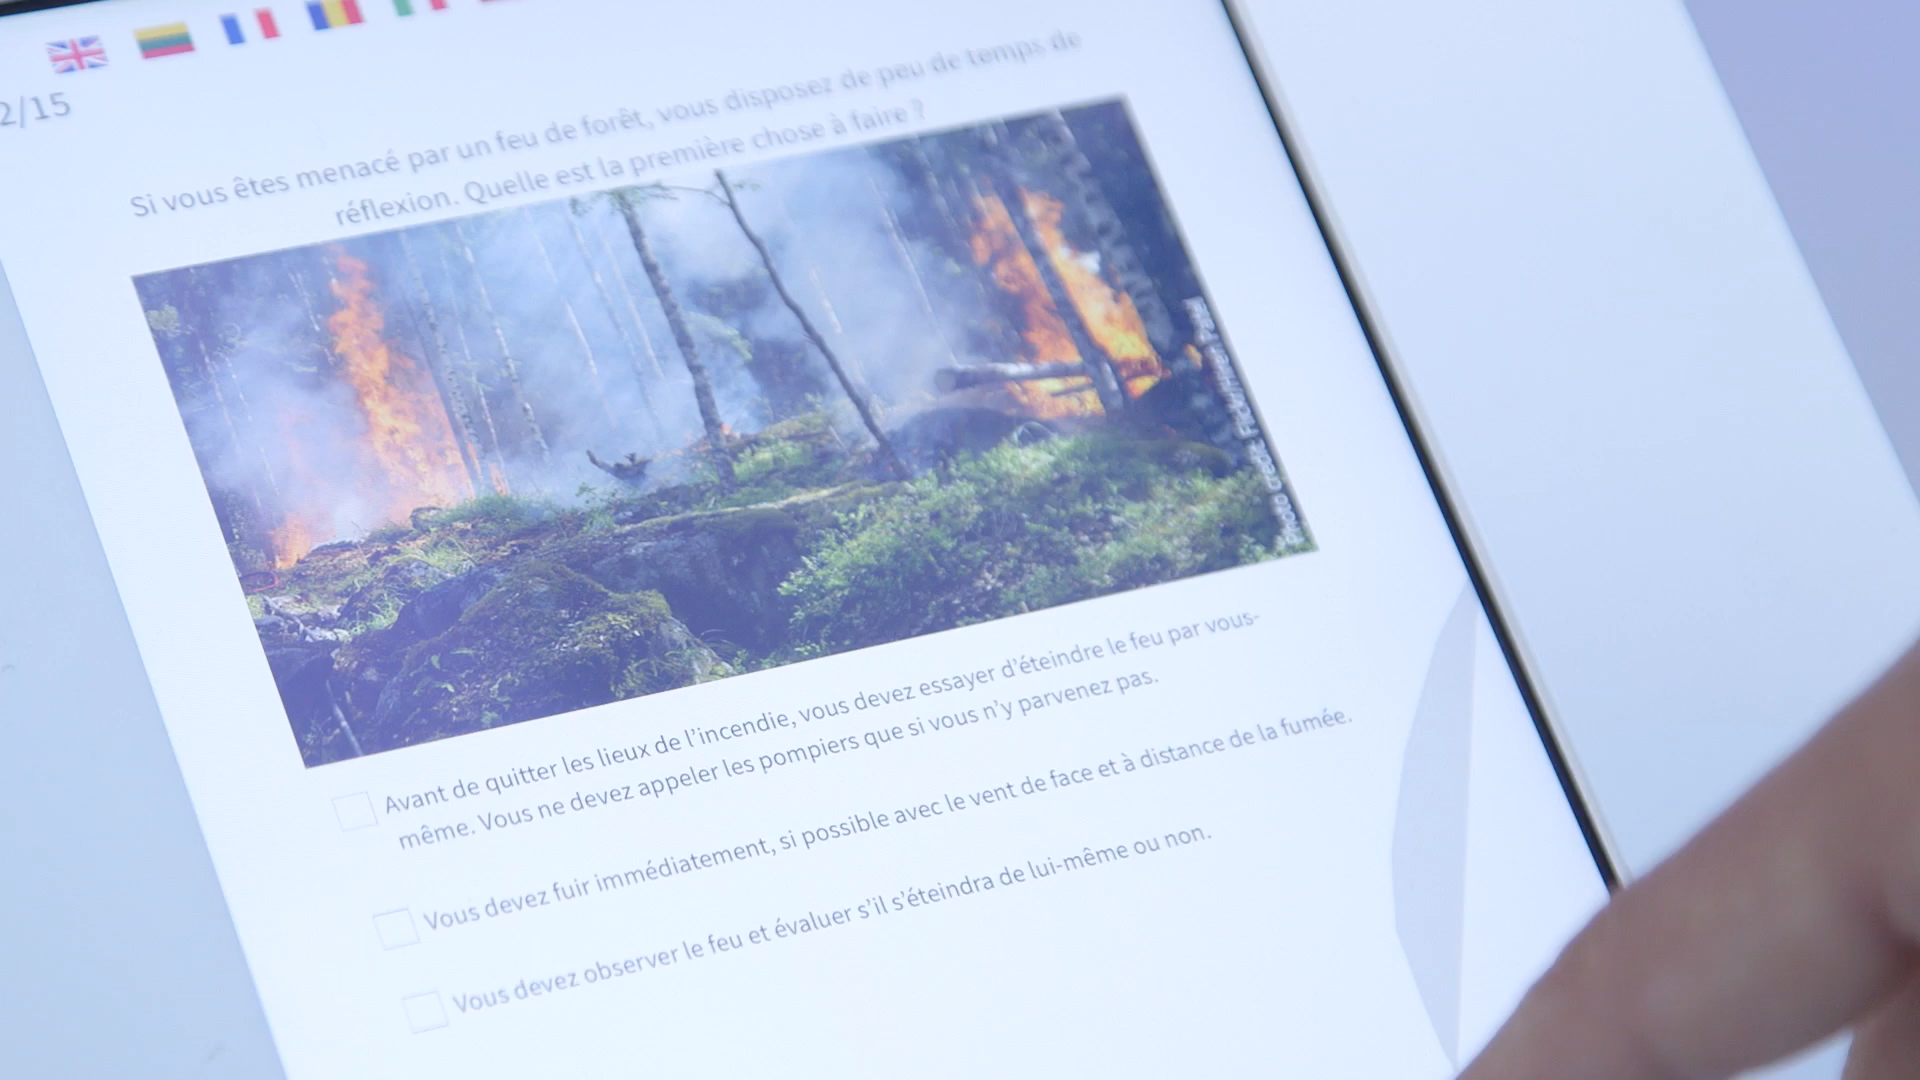 2/15
Si vous êtes menacé par un feu de forêt, vous disposez de peu de temps de
réflexion. Quelle est la première chose à faire ?
Avant de quitter les lieux de l’incendie, vous devez essayer d’éteindre le feu par vous-
même. Vous ne devez appeler les pompiers que si vous n’y parvenez pas.
Vous devez fuir immédiatement, si possible avec le vent de face et à distance de la fumée.
Vous devez observer le feu et évaluer s’il s’éteindra de lui-même ou non.